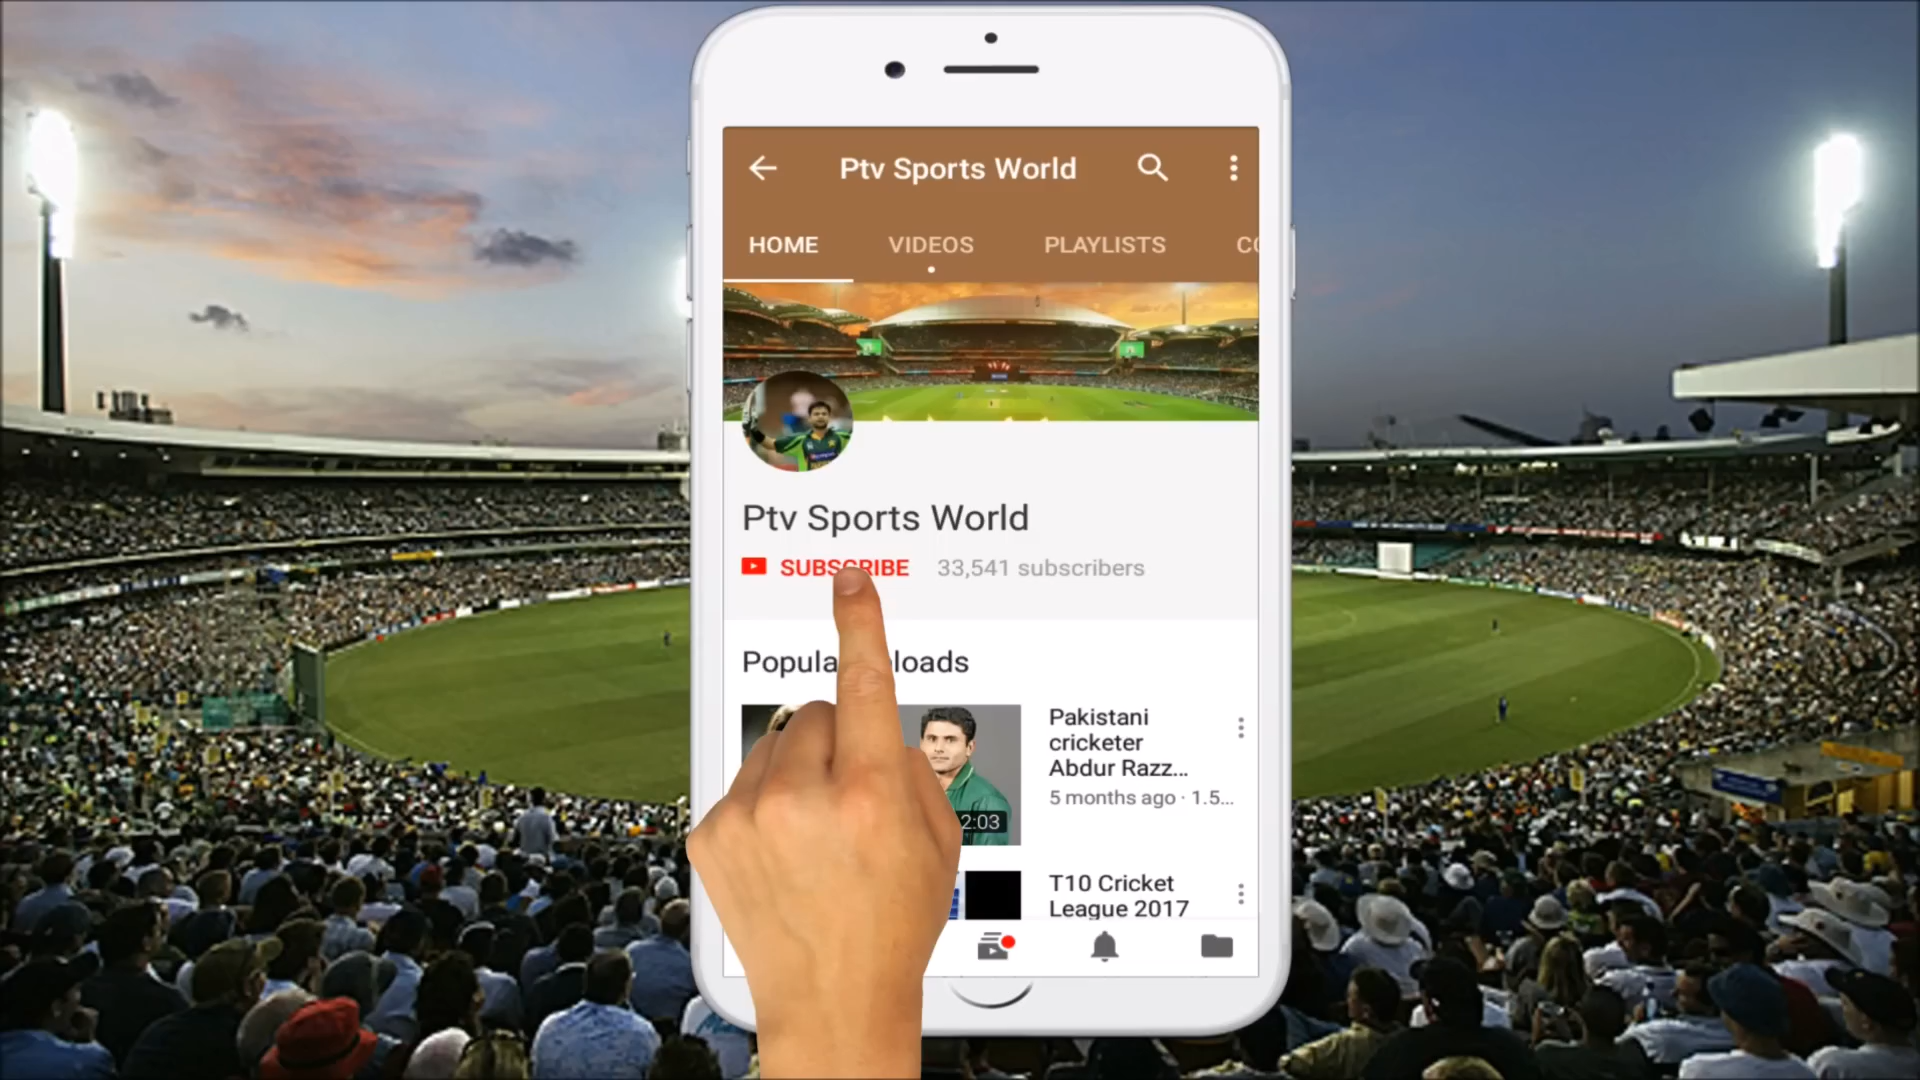 Ptv Sports World
HOME VIDEOS PLAYLISTS
Ptv Sports World
SUBSCRIBE 33,541 subscribers
Pakistani
cricketer
Abdur Razz...
5 months ago · 1.5...
2:03
T10 Cricket
League 2017